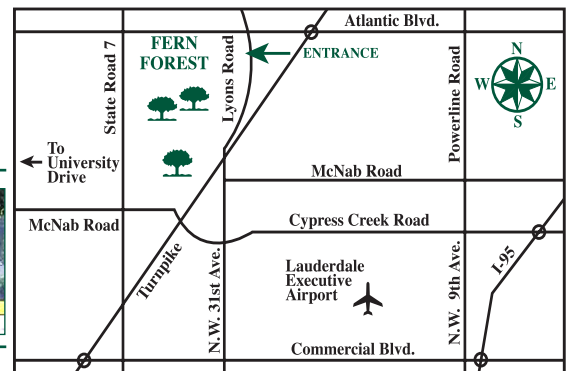 Atlantic Blvd.
FERN
FOREST
ENTRANCE
State Road 7
Lyons Road
Powerline Road
N
W E
S
To
University
Drive
McNab Road
McNab Road
Cypress Creek Road
Turnpike
N.W. 31st Ave.
Lauderdale
Executive
Airport
N.W. 9th Ave.
I-95
Commercial Blvd.